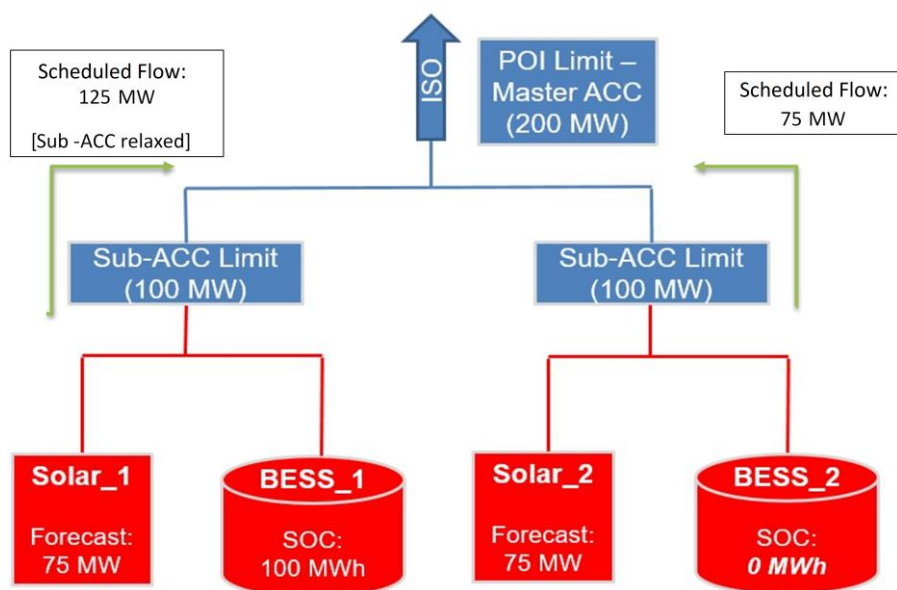 Scheduled Flow:
125 MW
[Sub -ACC relaxed]
ISO
POI Limit –
Master ACC
(200 MW)
Scheduled Flow:
75 MW
Sub-ACC Limit
(100 MW)
Sub-ACC Limit
(100 MW)
Solar_1
Forecast:
75 MW
BESS_1
SOC:
100 MWh
Solar_2
Forecast:
75 MW
BESS_2
SOC:
0 MWh